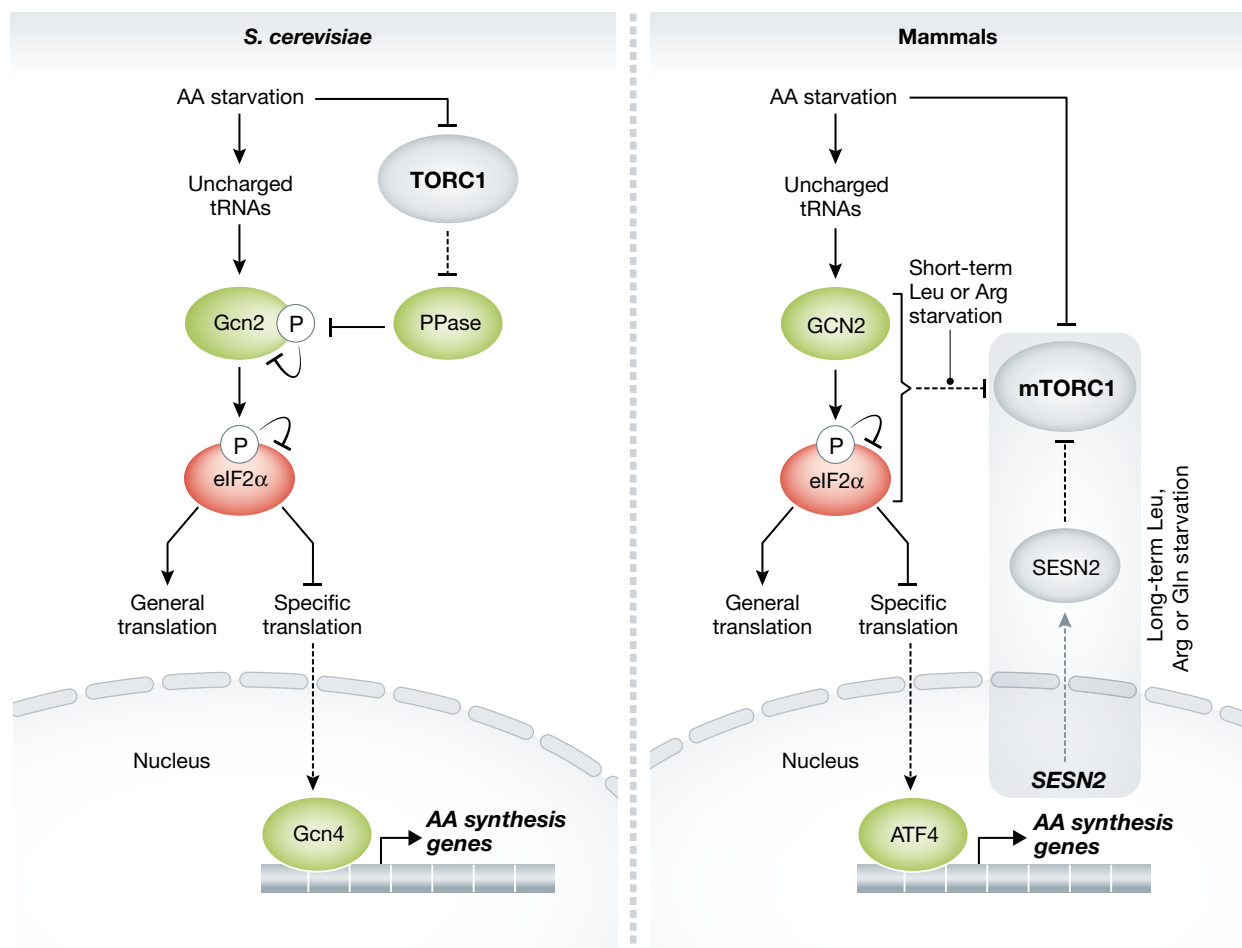 S. cerevisiae
AA starvation
TORC1
Uncharged
tRNAs
Gcn2
P
PPase
P
eIF2α
General
translation
Specific
translation
Nucleus
Gcn4
AA synthesis
genes
Mammals
AA starvation
Uncharged
tRNAs
Short-term
Leu or Arg
starvation
GCN2
mTORC1
P
eIF2α
SESN2
Long-term Leu,
Arg or Gln starvation
General
translation
Specific
translation
Nucleus
SESN2
ATF4
AA synthesis
genes